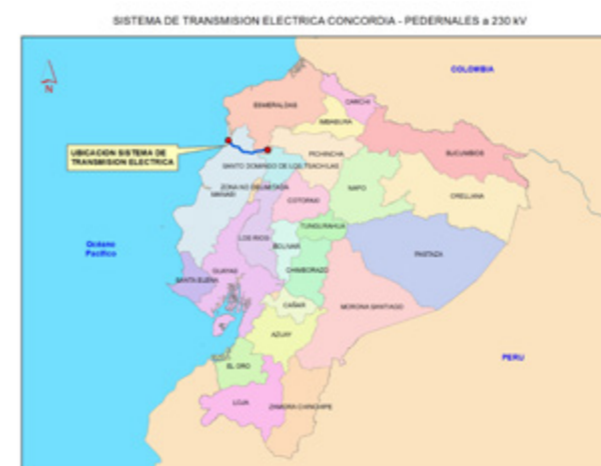 SISTEMA DE TRANSMISION ELECTRICA CONCORDIA - PEDERNALES a 230 kV
N
COLOMBIA
ESMERALDAS
CARCHI
IMBABURA
SUCUMBIOS
UBICACION SISTEMA DE
TRANSMISION ELECTRICA
PICHINCHA
SANTO DOMINGO DE LOS TSACHILAS
NAPO
ORELLANA
ZONA NO DELIMITADA
MANABI
COTOPAXI
TUNGURAHUA
LOS RIOS
BOLIVAR
PASTAZA
Océano
Pacífico
GUAYAS
CHIMBORAZO
SANTA ELENA
MORONA SANTIAGO
CAÑAR
AZUAY
PERU
EL ORO
LOJA
ZAMORA CHINCHIPE